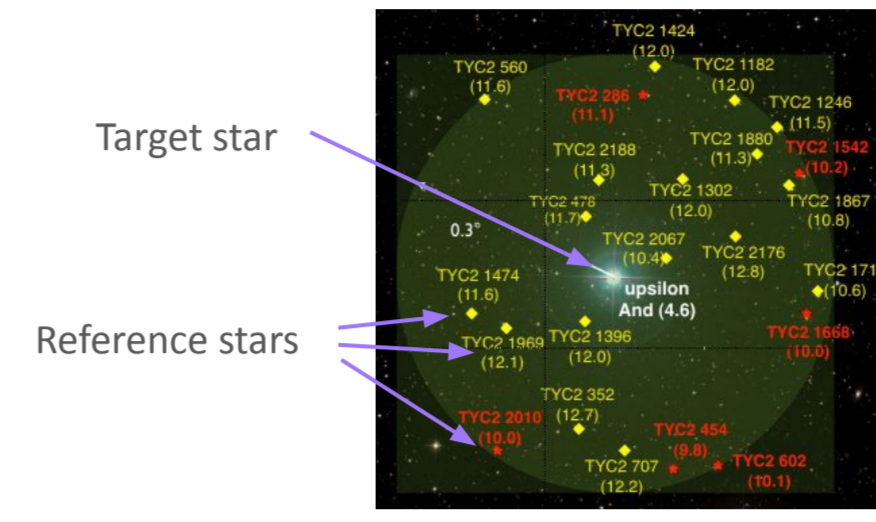 TYC2 1424
(12.0)
TYC2 560
(11.6)
TYC2 1182
(12.0)
TYC2 286
(11.1)
TYC2 1246
(11.5)
Target star
TYC2 1880
(11.3)
TYC2 1542
(10.2)
TYC2 2188
(11.3)
TYC2 1302
(12.0)
TYC2 1867
(10.8)
TYC2 478
(11.7)
0.3°
TYC2 2067
(10.4)
TYC2 2176
(12.8)
TYC2 1474
(11.6)
TYC2 171
(10.6)
upsilon
And (4.6)
Reference stars
TYC2 1969
(12.1)
TYC2 1396
(12.0)
TYC2 1668
(10.0)
TYC2 352
(12.7)
TYC2 2010
(10.0)
TYC2 454
(9.8)
TYC2 707
(12.2)
TYC2 602
(10.1)